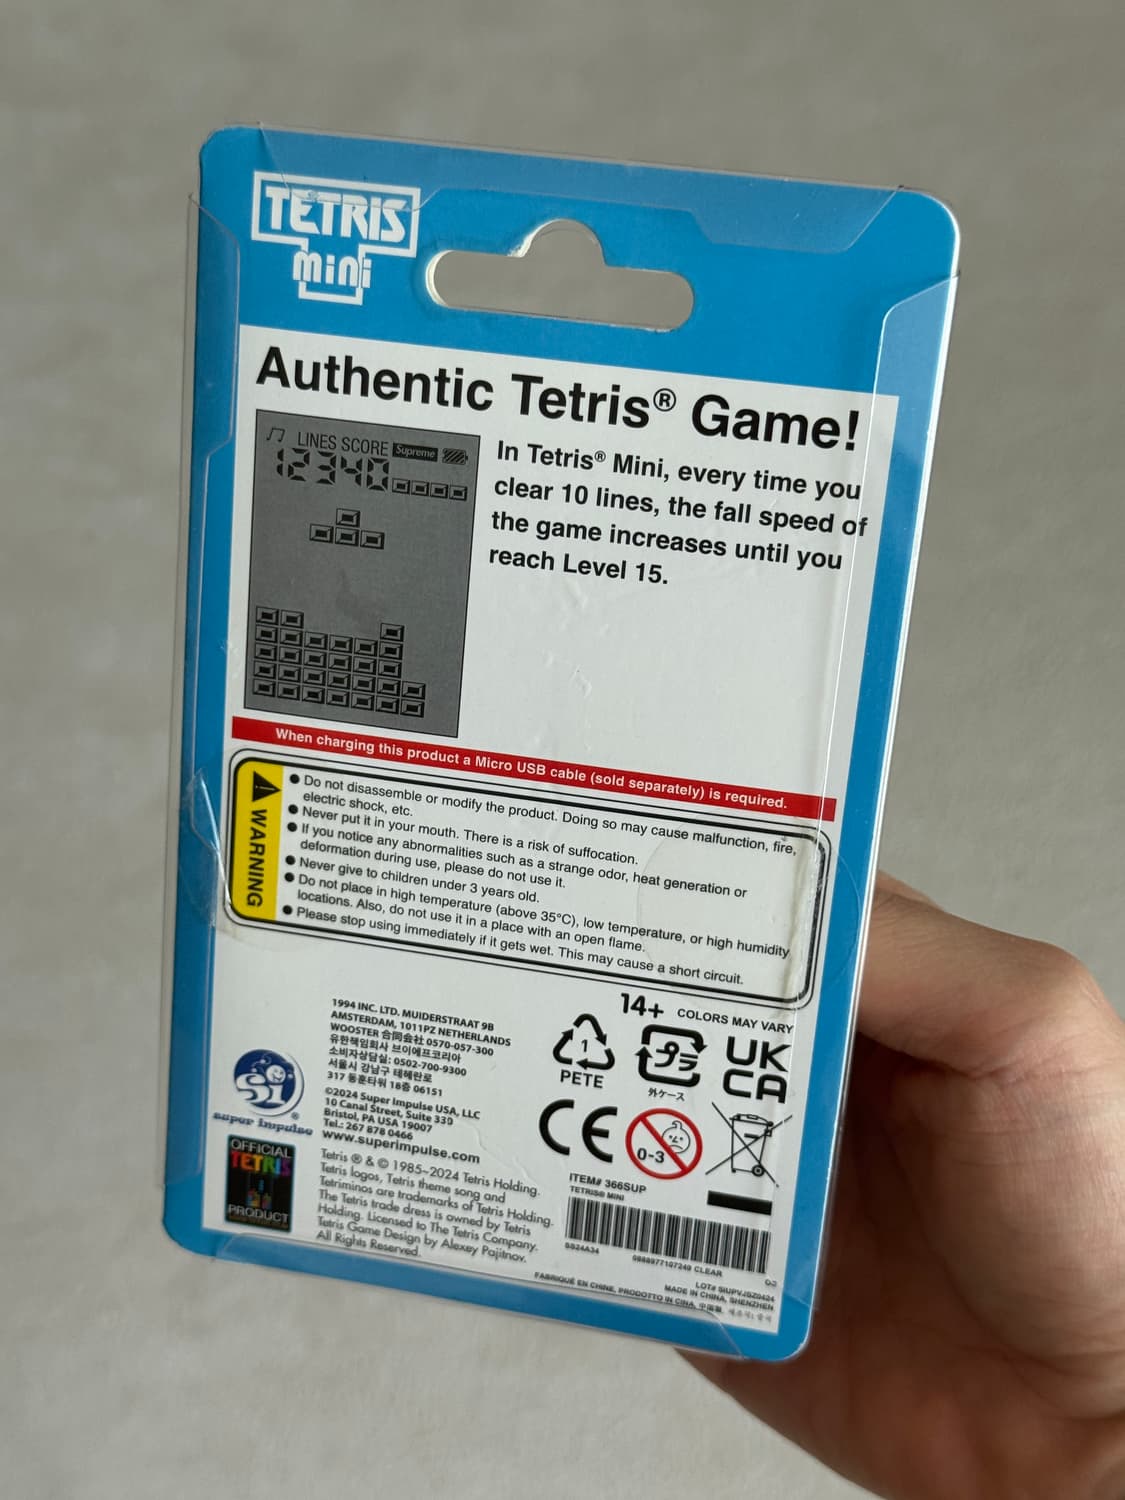 TETRIS
mini
Authentic Tetris® Game!
LINES SCORE Supreme
12340
In Tetris® Mini, every time you
clear 10 lines, the fall speed of
the game increases until you
reach Level 15.
When charging this product a Micro USB cable (sold separately) is required.
WARNING
● Do not disassemble or modify the product. Doing so may cause malfunction, fire,
electric shock, etc.
● Never put it in your mouth. There is a risk of suffocation.
● If you notice any abnormalities such as a strange odor, heat generation or
deformation during use, please do not use it.
● Never give to children under 3 years old.
● Do not place in high temperature (above 35°C), low temperature, or high humidity
locations. Also, do not use it in a place with an open flame.
● Please stop using immediately if it gets wet. This may cause a short circuit.
14+ COLORS MAY VARY
1994 INC. LTD. MUIDERSTRAAT 9B
AMSTERDAM, 1011PZ NETHERLANDS
WOOSTER 合同会社 0570-057-300
유한책임회사 브이에프코리아
소비자상담실: 0502-700-9300
서울시 강남구 테헤란로
317 동훈타워 18층 06151
©2024 Super Impulse USA, LLC
10 Canal Street, Suite 330
Bristol, PA USA 19007
Tel.: 267 878 0466
www.superimpulse.com
Si
super impulse®
OFFICIAL
TETRIS
PRODUCT
Tetris ® & © 1985~2024 Tetris Holding.
Tetris logos, Tetris theme song and
Tetriminos are trademarks of Tetris Holding.
The Tetris trade dress is owned by Tetris
Holding. Licensed to The Tetris Company.
Tetris Game Design by Alexey Pajitnov.
All Rights Reserved.
1
PETE
プラ
外ケース
UK
CA
CE
0-3
ITEM# 366SUP
TETRIS® MINI
SS24A34
0888977107249 CLEAR
LOT# SIUPVJSZ0424
FABRIQUÉ EN CHINE, PRODOTTO IN CINA, MADE IN CHINA, SHENZHEN
中国製